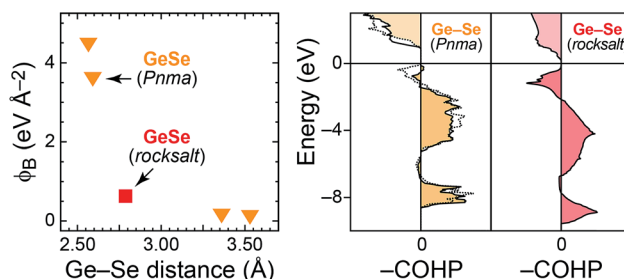 ϕB (eV Å−2)
4
2
0
GeSe
(Pnma)
GeSe
(rocksalt)
2.50
3.00
3.50
Ge–Se distance (Å)
Energy (eV)
0
−4
−8
Ge–Se
(Pnma)
Ge–Se
(rocksalt)
0
0
−COHP
−COHP